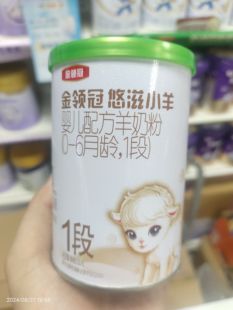 金领冠
金领冠 悠滋小羊
婴儿配方羊奶粉
(0-6月龄,1段)
1段